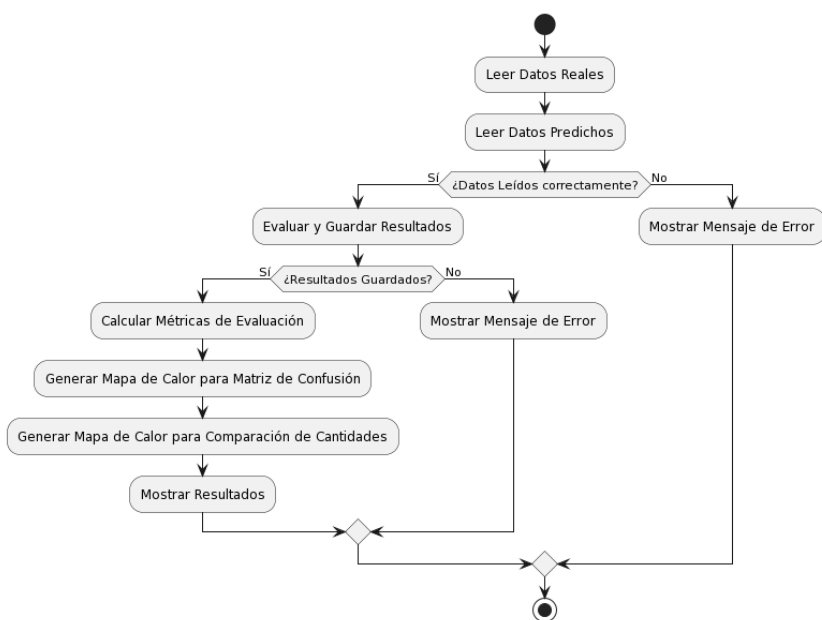 Leer Datos Reales
Leer Datos Predichos
Sí
¿Datos Leídos correctamente?
No
Evaluar y Guardar Resultados
Mostrar Mensaje de Error
Sí
¿Resultados Guardados?
No
Calcular Métricas de Evaluación
Mostrar Mensaje de Error
Generar Mapa de Calor para Matriz de Confusión
Generar Mapa de Calor para Comparación de Cantidades
Mostrar Resultados